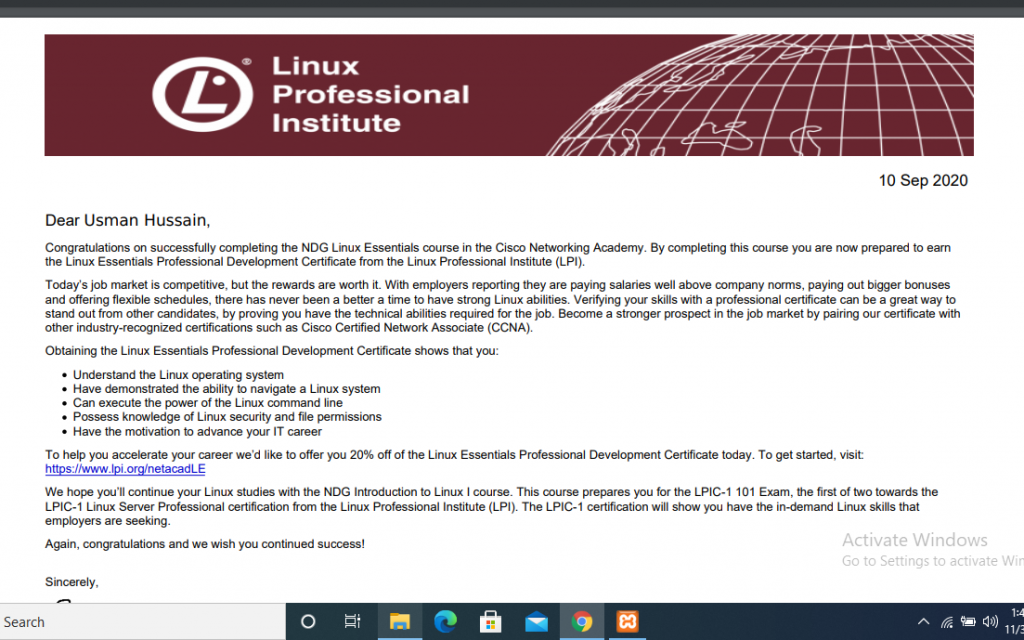 Linux
Professional
Institute
10 Sep 2020
Dear Usman Hussain,
Congratulations on successfully completing the NDG Linux Essentials course in the Cisco Networking Academy. By completing this course you are now prepared to earn
the Linux Essentials Professional Development Certificate from the Linux Professional Institute (LPI).
Today's job market is competitive, but the rewards are worth it. With employers reporting they are paying salaries well above company norms, paying out bigger bonuses
and offering flexible schedules, there has never been a better a time to have strong Linux abilities. Verifying your skills with a professional certificate can be a great way to
stand out from other candidates, by proving you have the technical abilities required for the job. Become a stronger prospect in the job market by pairing our certificate with
other industry-recognized certifications such as Cisco Certified Network Associate (CCNA).
Obtaining the Linux Essentials Professional Development Certificate shows that you:
• Understand the Linux operating system
• Have demonstrated the ability to navigate a Linux system
• Can execute the power of the Linux command line
• Possess knowledge of Linux security and file permissions
• Have the motivation to advance your IT career
To help you accelerate your career we'd like to offer you 20% off of the Linux Essentials Professional Development Certificate today. To get started, visit:
https://www.lpi.org/netacadLE
We hope you'll continue your Linux studies with the NDG Introduction to Linux I course. This course prepares you for the LPIC-1 101 Exam, the first of two towards the
LPIC-1 Linux Server Professional certification from the Linux Professional Institute (LPI). The LPIC-1 certification will show you have the in-demand Linux skills that
employers are seeking.
Again, congratulations and we wish you continued success!
Activate Windows
Go to Settings to activate Win
Sincerely,
Search
1:4
11/3